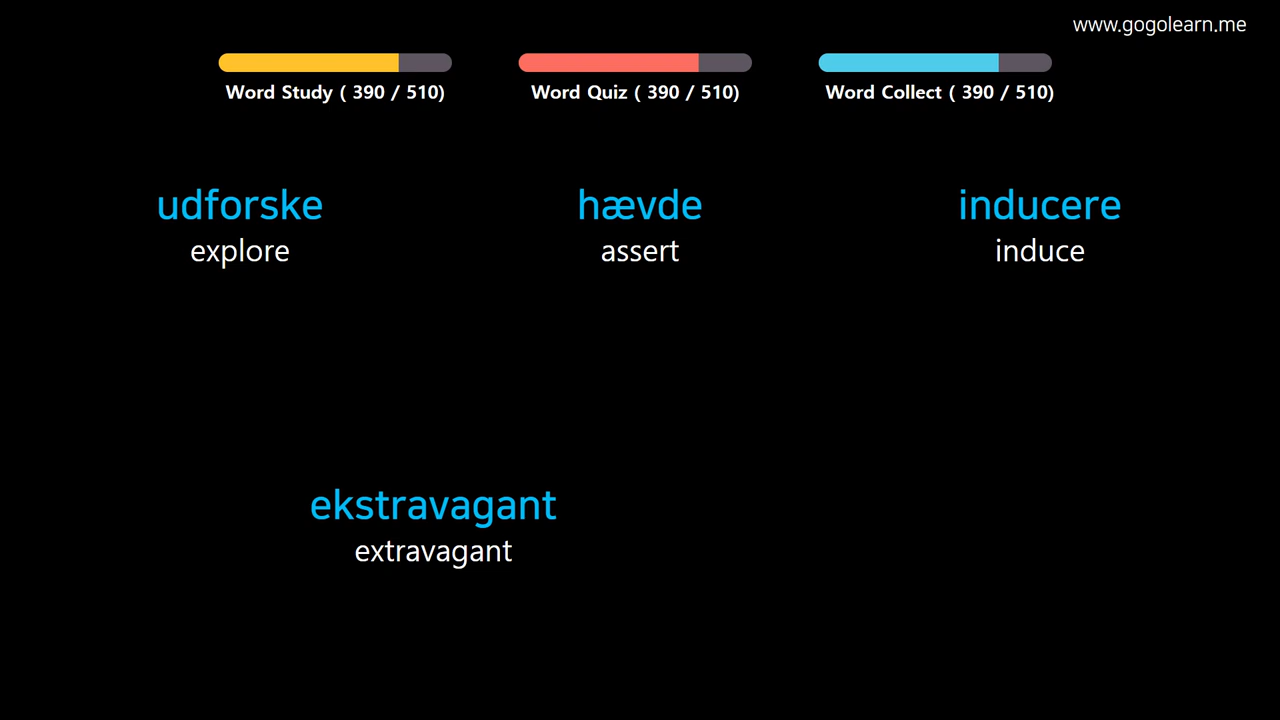 www.gogolearn.me
Word Study ( 390 / 510)
Word Quiz ( 390 / 510)
Word Collect ( 390 / 510)
udforske
explore
hævde
assert
inducere
induce
ekstravagant
extravagant